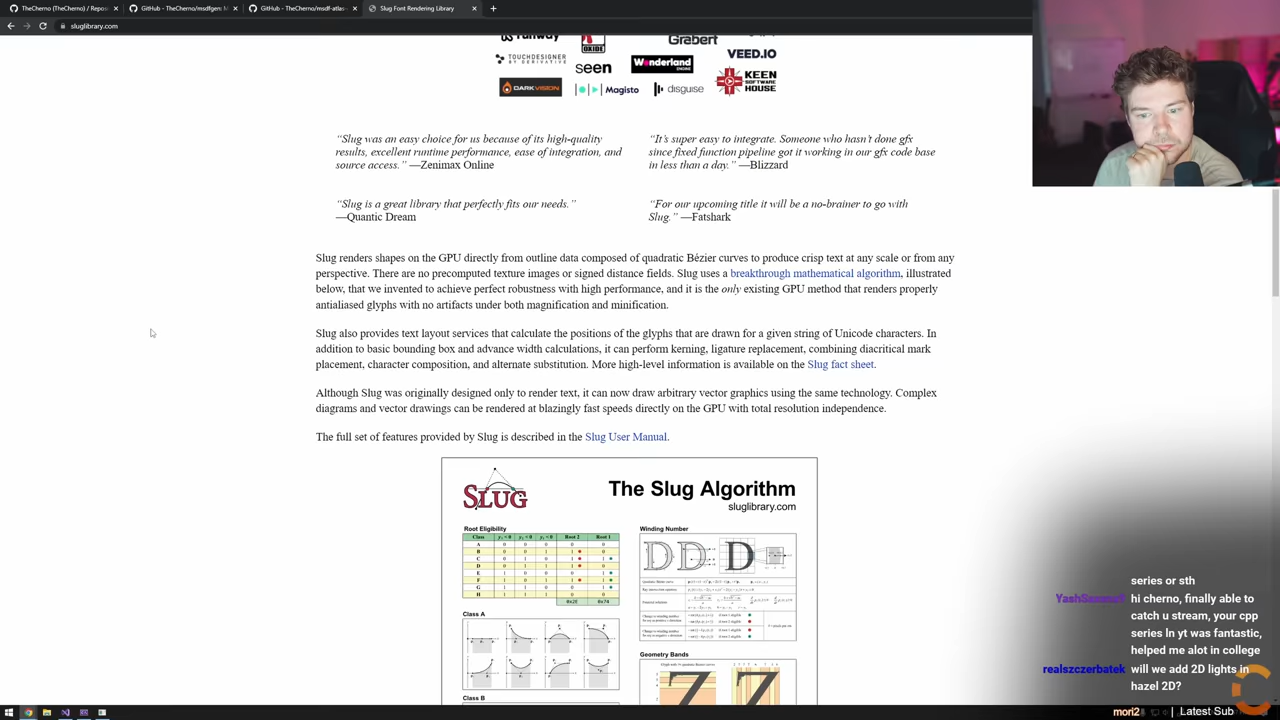 TheCherno (TheCherno) / Repos
GitHub - TheCherno/msdfgen: M
GitHub - TheCherno/msdf-atlas-
Slug Font Rendering Library
sluglibrary.com
runway
OXIDE
Grabert
VEED.IO
TOUCHDESIGNER
BY DERIVATIVE
seen
Wonderland
ENGINE
KEEN
SOFTWARE
HOUSE
DARKVISION
Magisto
disguise
“Slug was an easy choice for us because of its high-quality
results, excellent runtime performance, ease of integration, and
source access.” —Zenimax Online
“It’s super easy to integrate. Someone who hasn’t done gfx
since fixed function pipeline got it working in our gfx code base
in less than a day.” —Blizzard
“Slug is a great library that perfectly fits our needs.”
—Quantic Dream
“For our upcoming title it will be a no-brainer to go with
Slug.” —Fatshark
Slug renders shapes on the GPU directly from outline data composed of quadratic Bézier curves to produce crisp text at any scale or from any
perspective. There are no precomputed texture images or signed distance fields. Slug uses a breakthrough mathematical algorithm, illustrated
below, that we invented to achieve perfect robustness with high performance, and it is the only existing GPU method that renders properly
antialiased glyphs with no artifacts under both magnification and minification.
Slug also provides text layout services that calculate the positions of the glyphs that are drawn for a given string of Unicode characters. In
addition to basic bounding box and advance width calculations, it can perform kerning, ligature replacement, combining diacritical mark
placement, character composition, and alternate substitution. More high-level information is available on the Slug fact sheet.
Although Slug was originally designed only to render text, it can now draw arbitrary vector graphics using the same technology. Complex
diagrams and vector drawings can be rendered at blazingly fast speeds directly on the GPU with total resolution independence.
The full set of features provided by Slug is described in the Slug User Manual.
SLUG
The Slug Algorithm
sluglibrary.com
Root Eligibility
Class
Root 2
Root 1
Winding Number
Class A
Geometry Bands
Class B
series or sth
hi cherno, finally able to
catch u stream, your cpp
series in yt was fantastic,
helped me alot in college
realszczerbatek will we add 2D lights in
hazel 2D?
mori2
Latest Sub